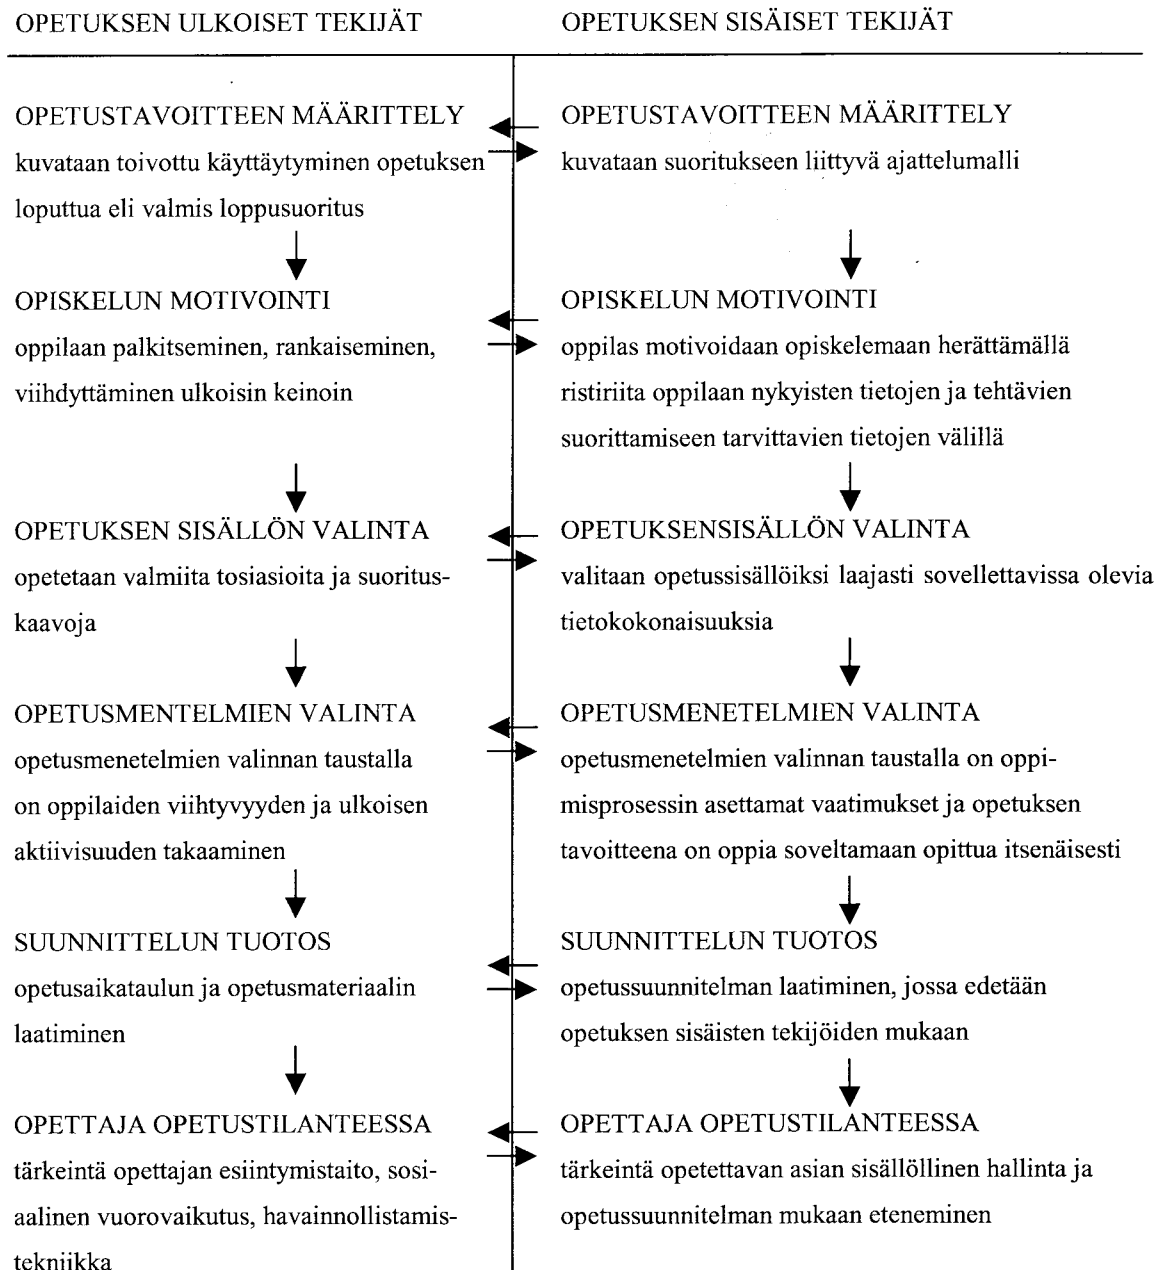 OPETUKSEN ULKOISET TEKIJÄT
OPETUKSEN SISÄISET TEKIJÄT
OPETUSTAVOITTEEN MÄÄRITTELY
kuvataan toivottu käyttäytyminen opetuksen
loputtua eli valmis loppusuoritus
OPETUSTAVOITTEEN MÄÄRITTELY
kuvataan suoritukseen liittyvä ajattelumalli
OPISKELUN MOTIVOINTI
oppilaan palkitseminen, rankaiseminen,
viihdyttäminen ulkoisin keinoin
OPISKELUN MOTIVOINTI
oppilas motivoidaan opiskelemaan herättämällä
ristiriita oppilaan nykyisten tietojen ja tehtävien
suorittamiseen tarvittavien tietojen välillä
OPETUKSEN SISÄLLÖN VALINTA
opetetaan valmiita tosiasioita ja suoritus-
kaavoja
OPETUKSENSISÄLLÖN VALINTA
valitaan opetussisällöiksi laajasti sovellettavissa olevia
tietokokonaisuuksia
OPETUSMENTELMIEN VALINTA
opetusmenetelmien valinnan taustalla
on oppilaiden viihtyvyyden ja ulkoisen
aktiivisuuden takaaminen
OPETUSMENETELMIEN VALINTA
opetusmenetelmien valinnan taustalla on oppi-
misprosessin asettamat vaatimukset ja opetuksen
tavoitteena on oppia soveltamaan opittua itsenäisesti
SUUNNITTELUN TUOTOS
opetusaikataulun ja opetusmateriaalin
laatiminen
SUUNNITTELUN TUOTOS
opetussuunnitelman laatiminen, jossa edetään
opetuksen sisäisten tekijöiden mukaan
OPETTAJA OPETUSTILANTEESSA
tärkeintä opettajan esiintymistaito, sosi-
aalinen vuorovaikutus, havainnollistamis-
tekniikka
OPETTAJA OPETUSTILANTEESSA
tärkeintä opetettavan asian sisällöllinen hallinta ja
opetussuunnitelman mukaan eteneminen